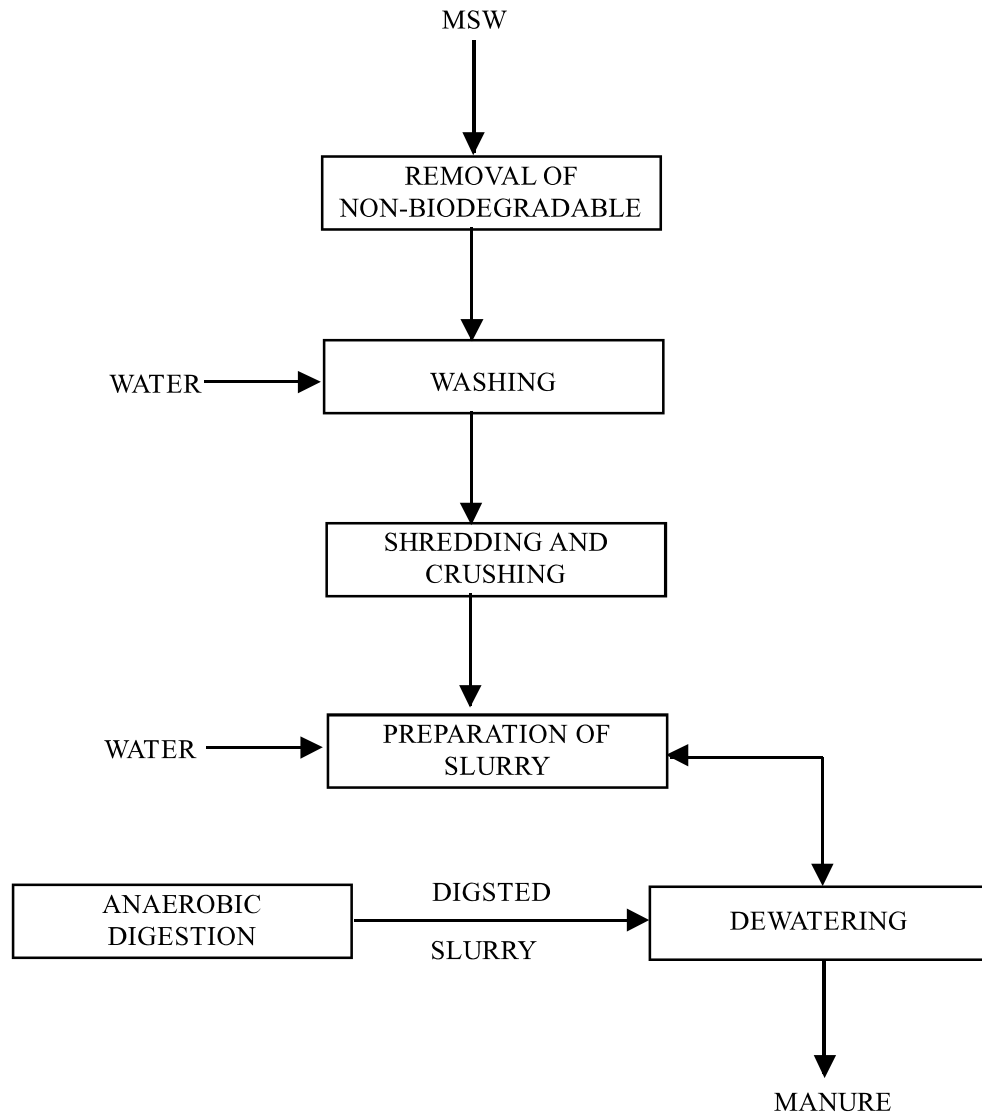 MSW
REMOVAL OF
NON-BIODEGRADABLE
WATER
WASHING
SHREDDING AND
CRUSHING
WATER
PREPARATION OF
SLURRY
ANAEROBIC
DIGESTION
DIGSTED
SLURRY
DEWATERING
MANURE